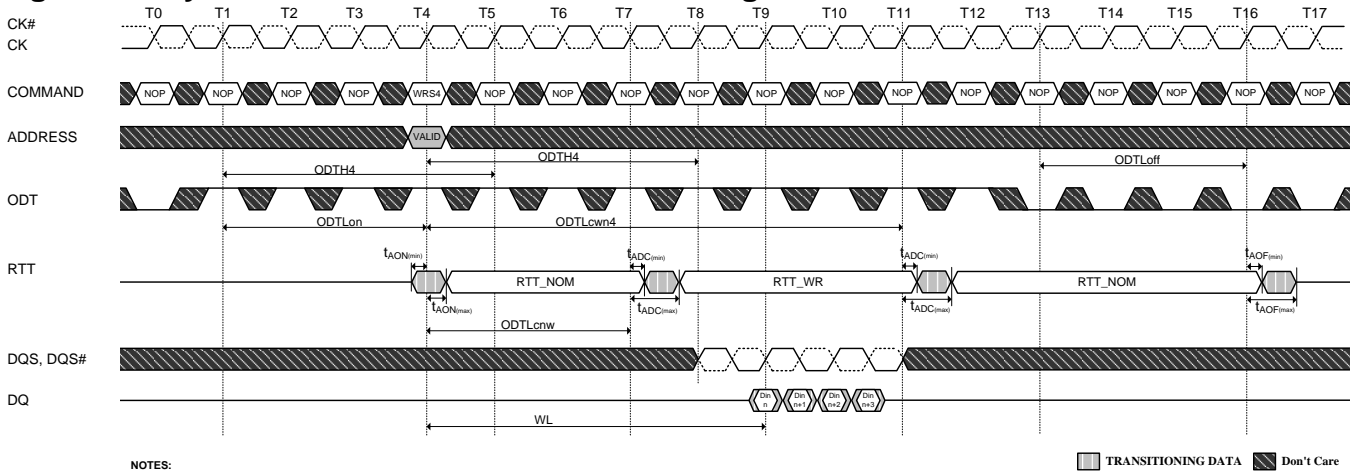 T0 T1 T2 T3 T4 T5 T6 T7 T8 T9 T10 T11 T12 T13 T14 T15 T16 T17
CK#
CK
COMMAND NOP NOP NOP NOP WRS4 NOP NOP NOP NOP NOP NOP NOP NOP NOP NOP NOP NOP NOP
ADDRESS VALID
ODTH4 ODTLoff
ODTH4
ODT
ODTLon ODTLcwn4
tAON(min) tADC(min) tADC(min) tAOF(min)
RTT RTT_NOM RTT_WR RTT_NOM
tAON(max) tADC(max) tADC(max) tAOF(max)
ODTLcnw
DQS, DQS#
DQ Din n Din n+1 Din n+2 Din n+3
WL
TRANSITIONING DATA Don't Care
NOTES: